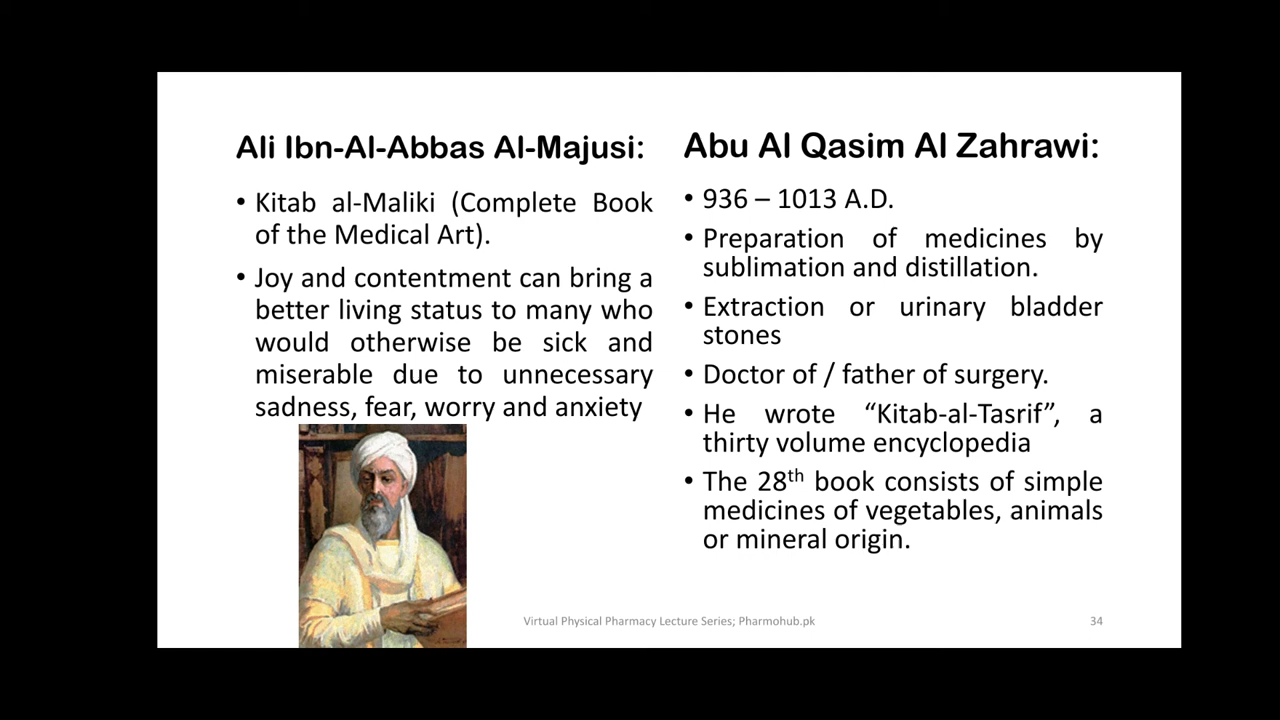 Ali Ibn-Al-Abbas Al-Majusi:
• Kitab al-Maliki (Complete Book
of the Medical Art).
• Joy and contentment can bring a
better living status to many who
would otherwise be sick and
miserable due to unnecessary
sadness, fear, worry and anxiety
Abu Al Qasim Al Zahrawi:
• 936 – 1013 A.D.
• Preparation of medicines by
sublimation and distillation.
• Extraction or urinary bladder
stones
• Doctor of / father of surgery.
• He wrote “Kitab-al-Tasrif”, a
thirty volume encyclopedia
• The 28th book consists of simple
medicines of vegetables, animals
or mineral origin.
Virtual Physical Pharmacy Lecture Series; Pharmohub.pk
34